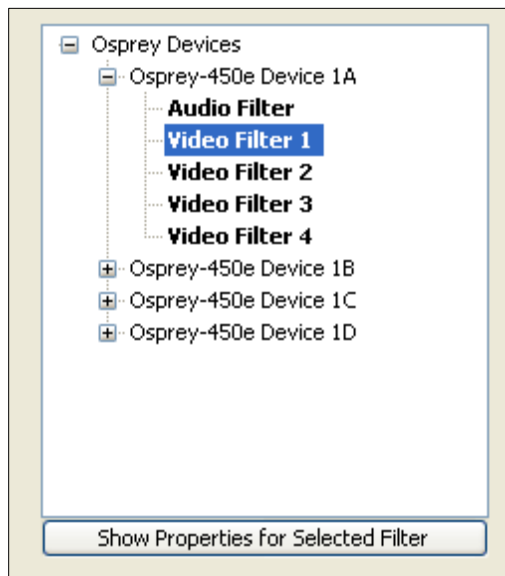 Osprey Devices
Osprey-450e Device 1A
Audio Filter
Video Filter 1
Video Filter 2
Video Filter 3
Video Filter 4
Osprey-450e Device 1B
Osprey-450e Device 1C
Osprey-450e Device 1D
Show Properties for Selected Filter